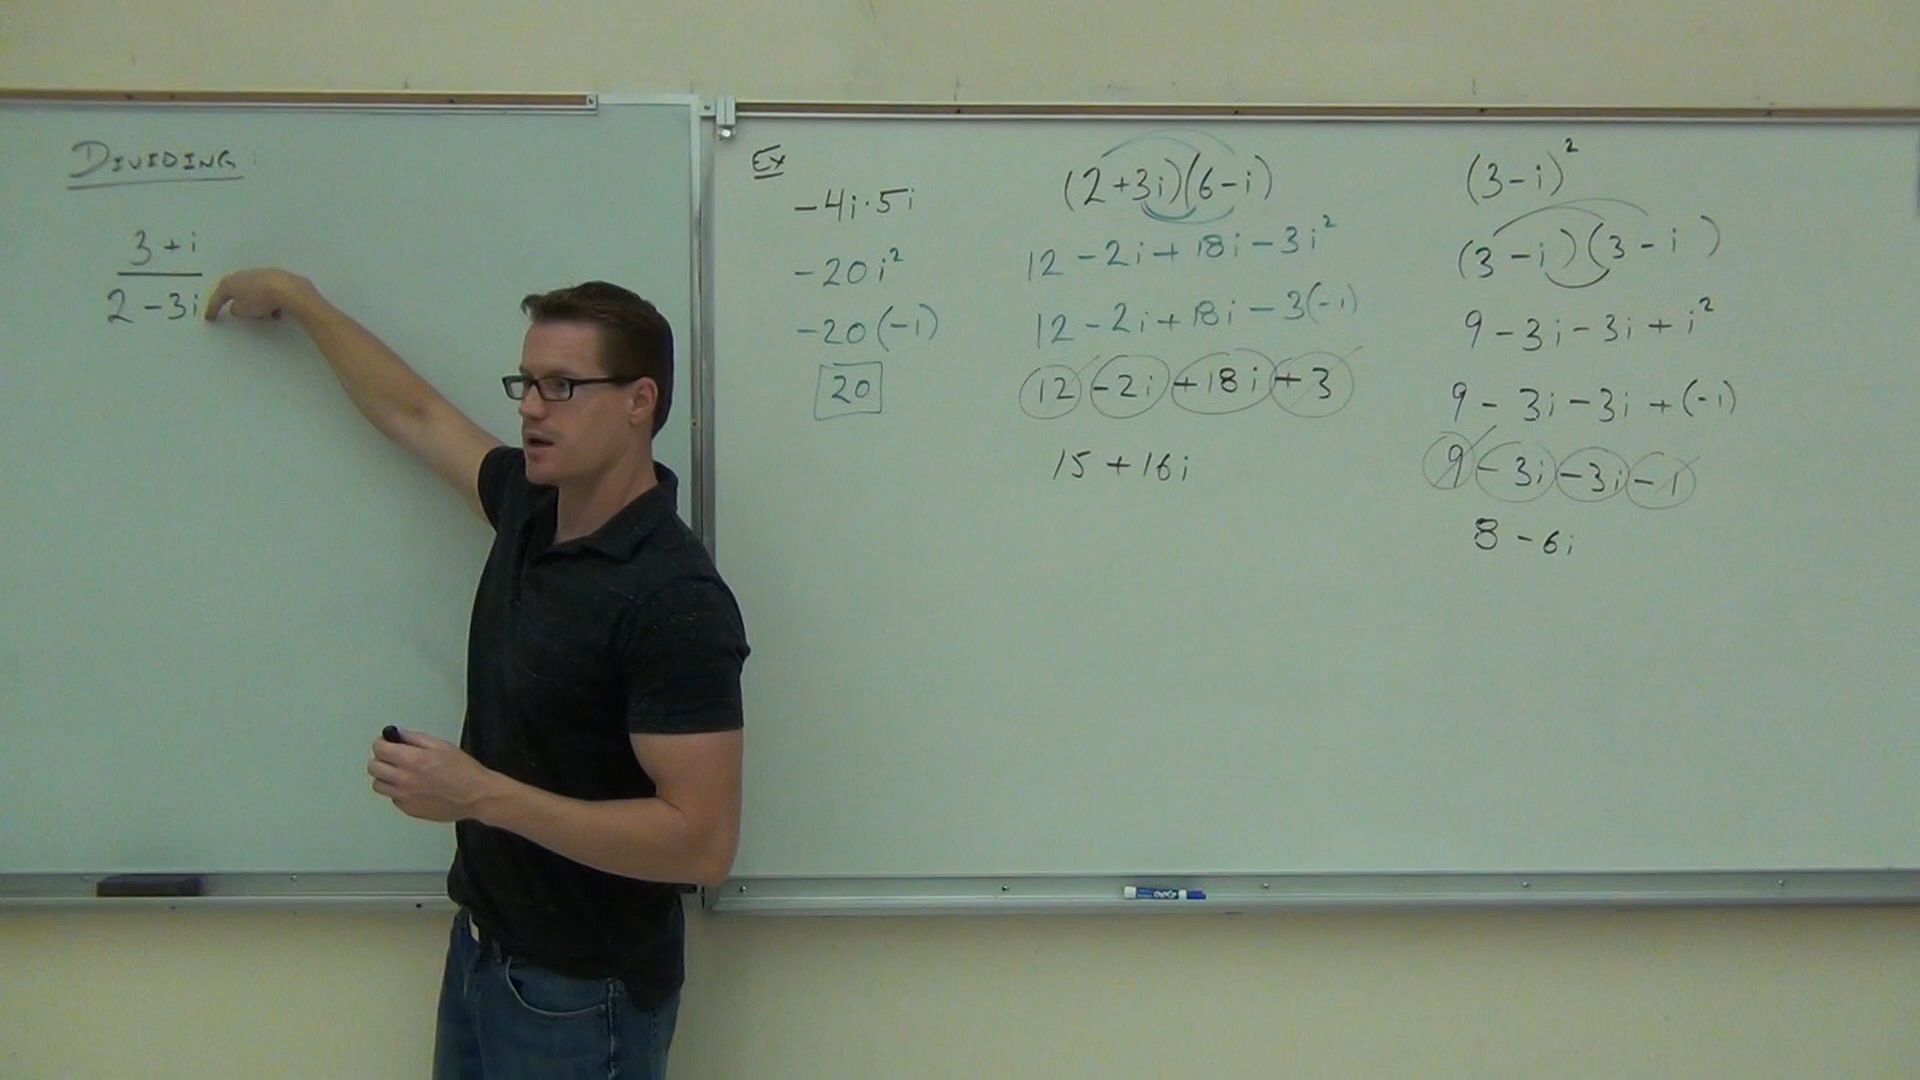 DIVIDING:
3 + i
2 - 3i
Ex
-4i·5i
-20i²
-20(-1)
20
(2+3i)(6-i)
12 - 2i + 18i - 3i²
12 - 2i + 18i - 3(-1)
12 - 2i + 18i + 3
15 + 16i
(3-i)²
(3-i)(3-i)
9 - 3i - 3i + i²
9 - 3i - 3i + (-1)
9 - 3i - 3i - 1
8 - 6i
EXPO